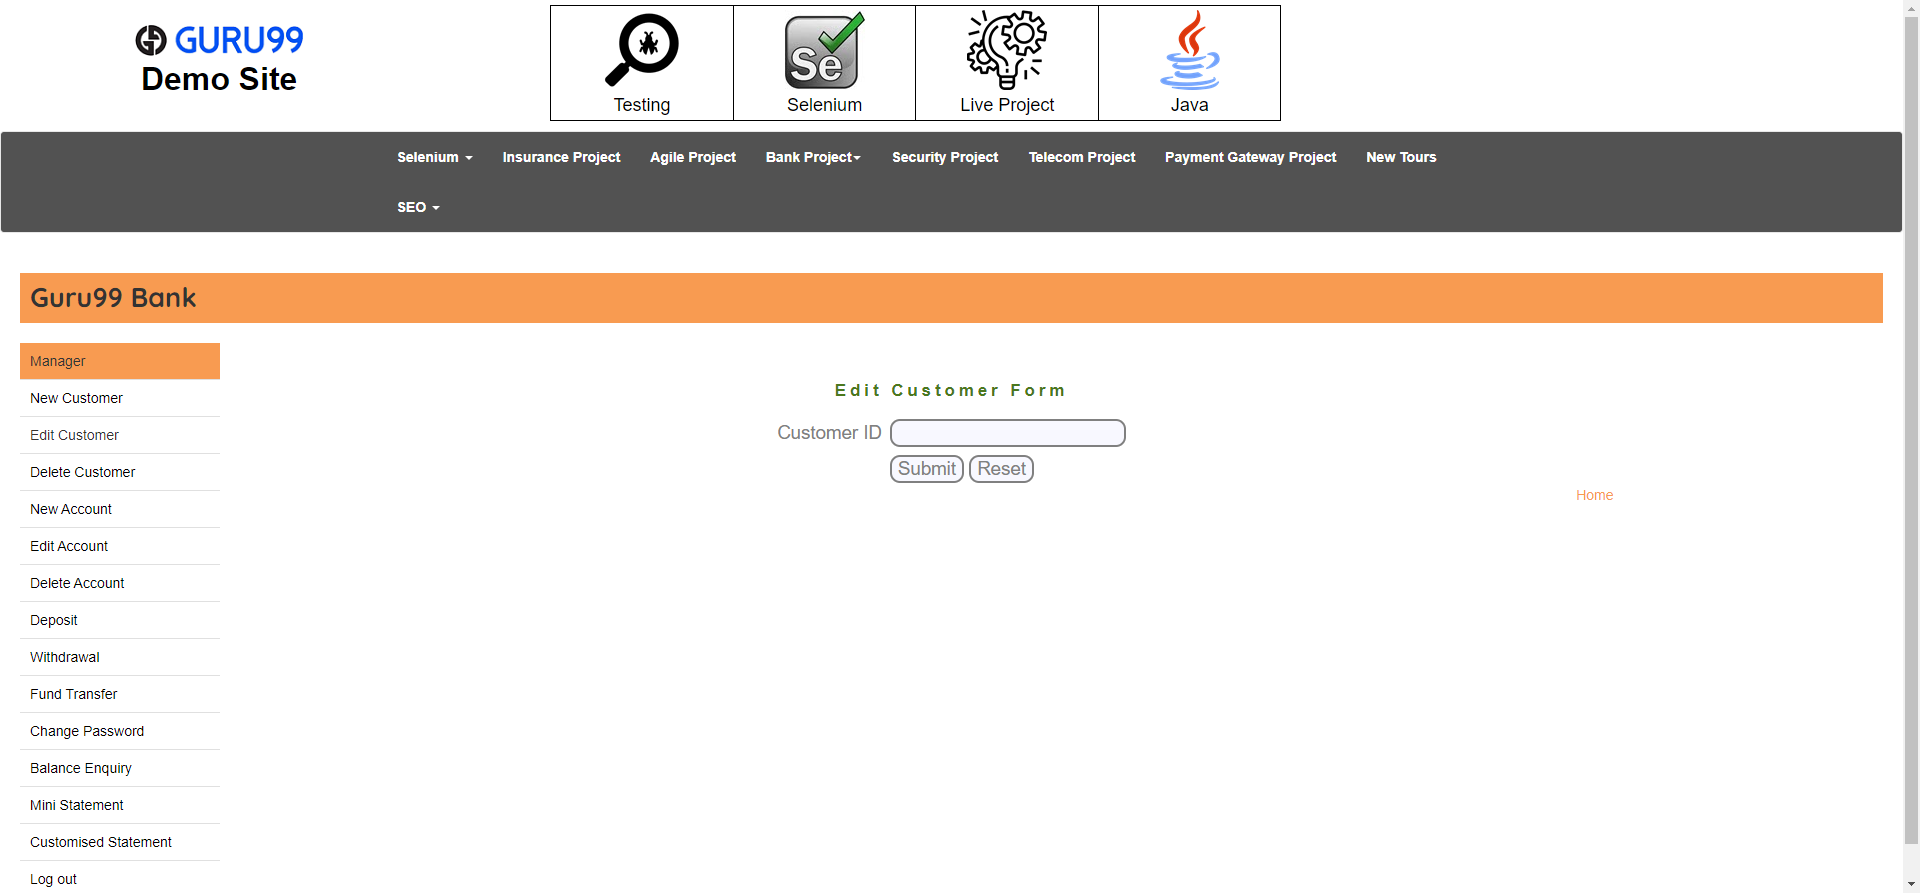 GURU99
Demo Site
Testing
Se
Selenium
Live Project
Java
Selenium
Insurance Project
Agile Project
Bank Project
Security Project
Telecom Project
Payment Gateway Project
New Tours
SEO
Guru99 Bank
Manager
New Customer
Edit Customer
Delete Customer
New Account
Edit Account
Delete Account
Deposit
Withdrawal
Fund Transfer
Change Password
Balance Enquiry
Mini Statement
Customised Statement
Log out
Edit Customer Form
Customer ID
Submit Reset
Home